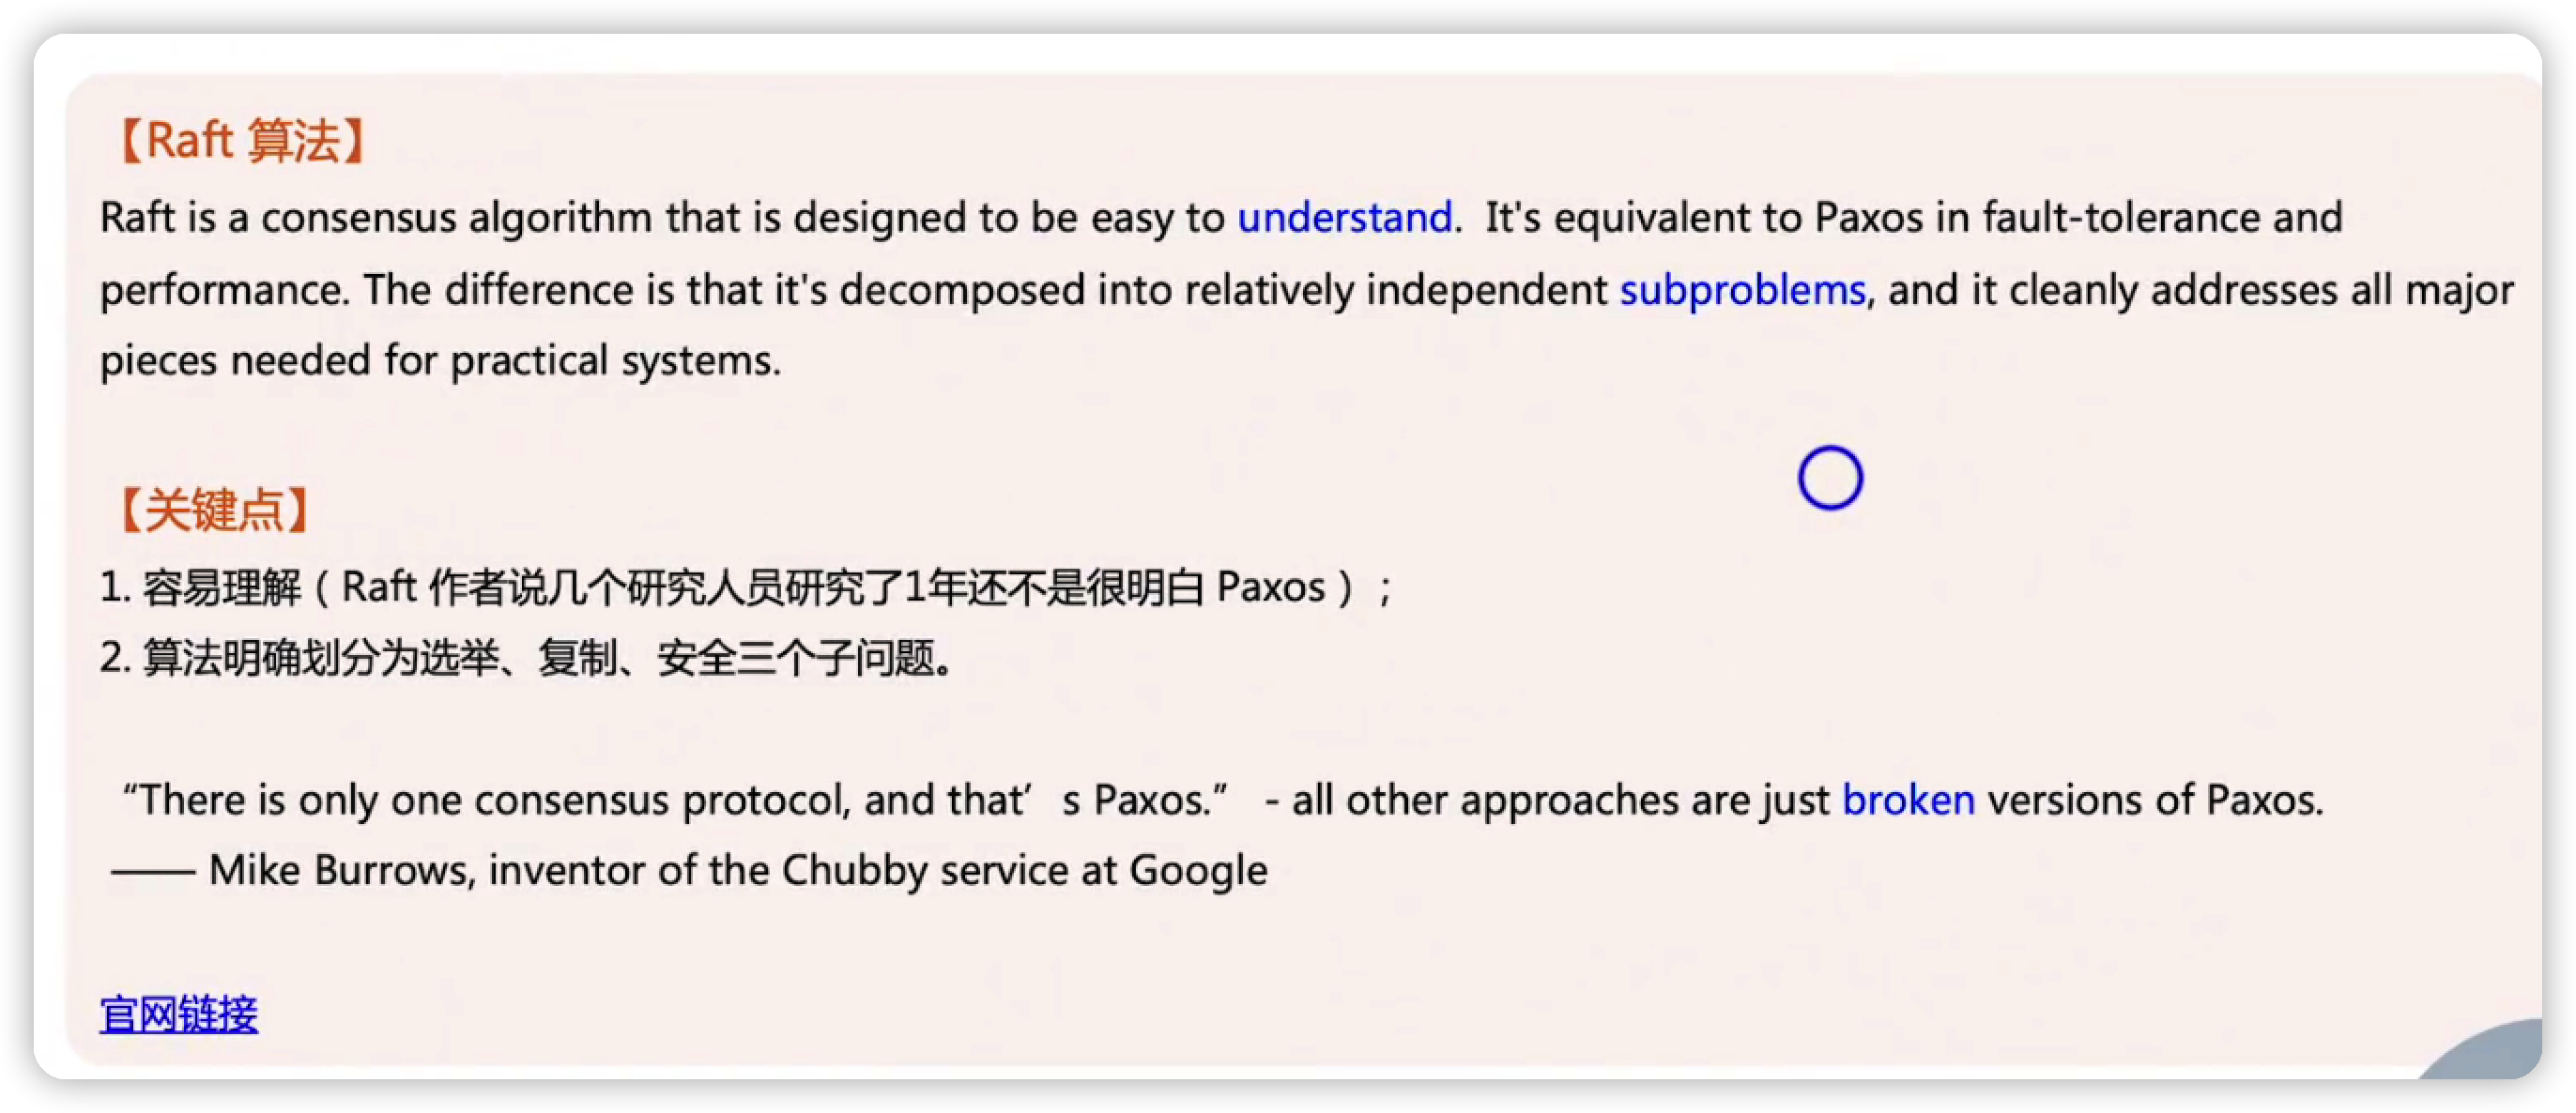 【Raft 算法】
Raft is a consensus algorithm that is designed to be easy to understand.  It's equivalent to Paxos in fault-tolerance and
performance. The difference is that it's decomposed into relatively independent subproblems, and it cleanly addresses all major
pieces needed for practical systems.
【关键点】
1. 容易理解（Raft 作者说几个研究人员研究了1年还不是很明白 Paxos）；
2. 算法明确划分为选举、复制、安全三个子问题。
“There is only one consensus protocol, and that’s Paxos.” - all other approaches are just broken versions of Paxos.
—— Mike Burrows, inventor of the Chubby service at Google
官网链接